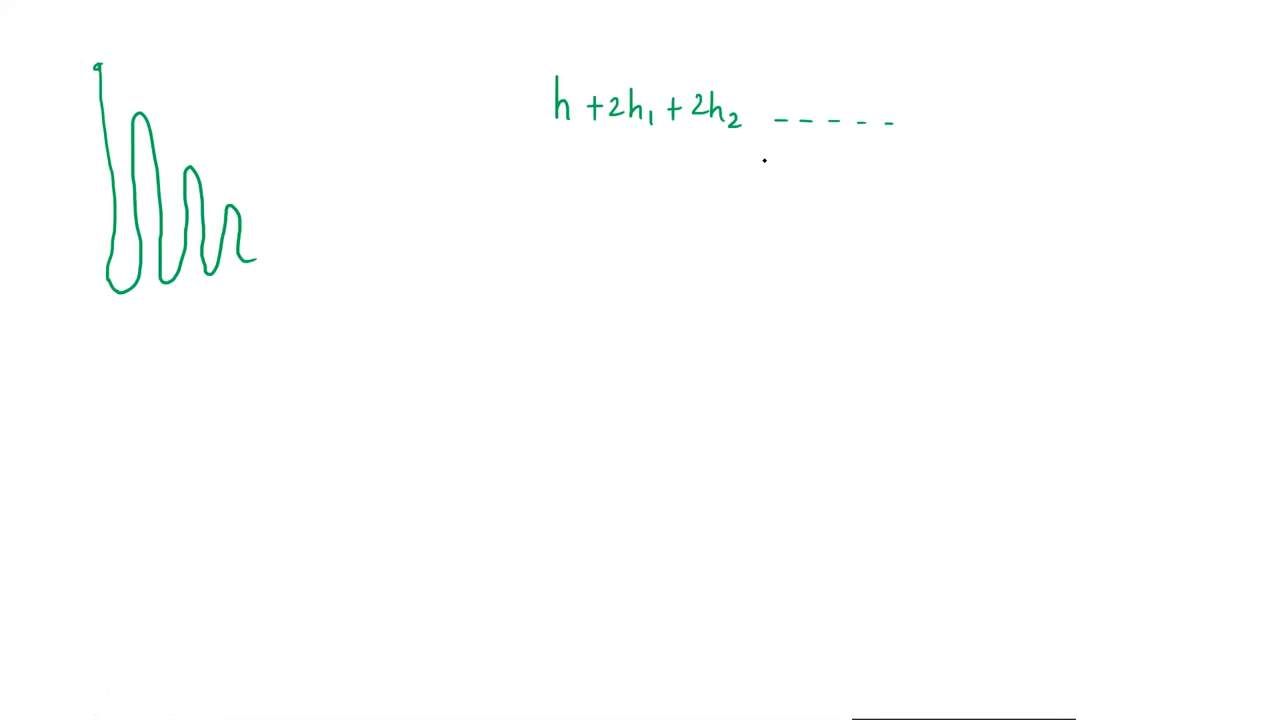 h + 2h₁ + 2h₂ -----